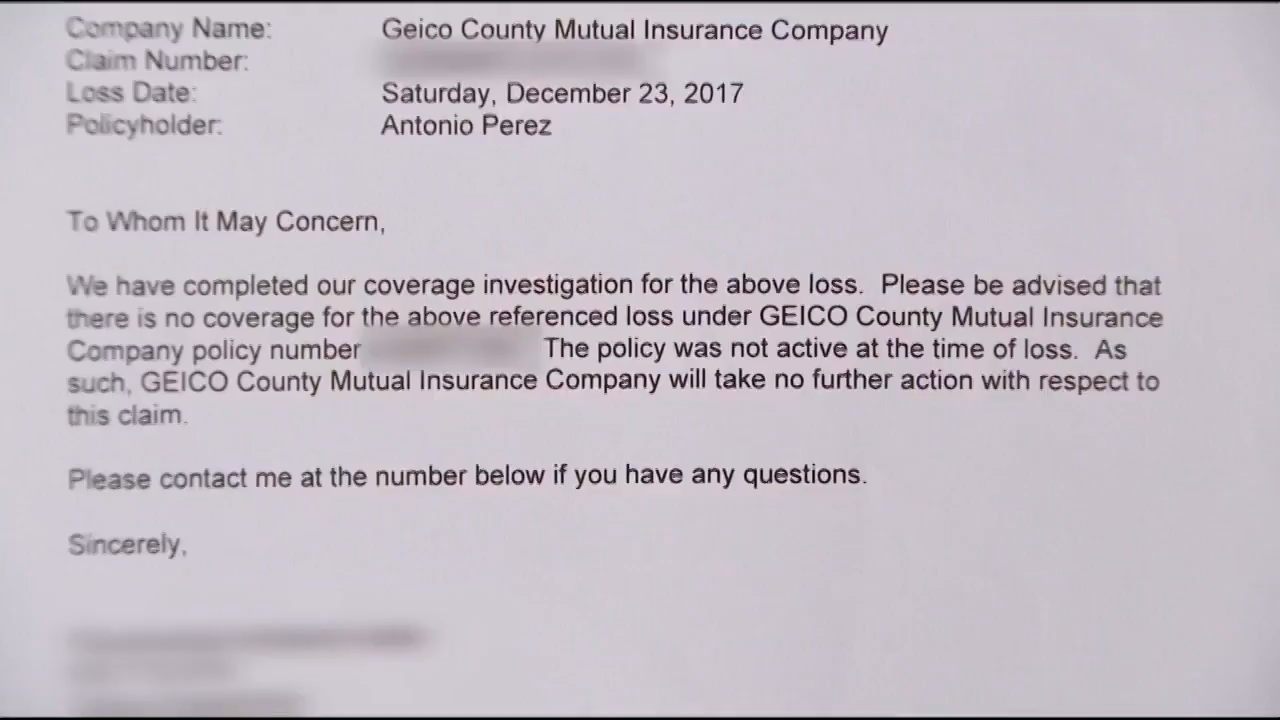 Company Name: Geico County Mutual Insurance Company
Claim Number:
Loss Date: Saturday, December 23, 2017
Policyholder: Antonio Perez
To Whom It May Concern,
We have completed our coverage investigation for the above loss. Please be advised that
there is no coverage for the above referenced loss under GEICO County Mutual Insurance
Company policy number The policy was not active at the time of loss. As
such, GEICO County Mutual Insurance Company will take no further action with respect to
this claim.
Please contact me at the number below if you have any questions.
Sincerely,